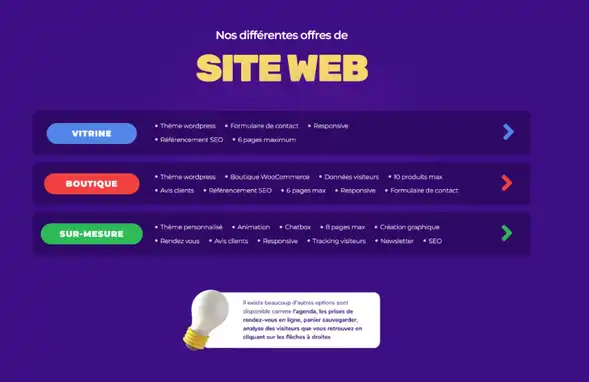 Nos différentes offres de
SITE WEB
VITRINE
• Thème wordpress • Formulaire de contact • Responsive
• Référencement SEO • 6 pages maximum
BOUTIQUE
• Thème wordpress • Boutique WooCommerce • Données visiteurs • 10 produits max
• Avis clients • Référencement SEO • 6 pages max • Responsive • Formulaire de contact
SUR-MESURE
• Thème personnalisé • Animation • Chatbox • 8 pages max • Création graphique
• Rendez vous • Avis clients • Responsive • Tracking visiteurs • Newsletter • SEO
Il existe beaucoup d'autres options sont
disponible comme l'agenda, les prises de
rendez-vous en ligne, panier sauvegarder,
analyse des visiteurs que vous retrouvez en
cliquant sur les flèches à droites